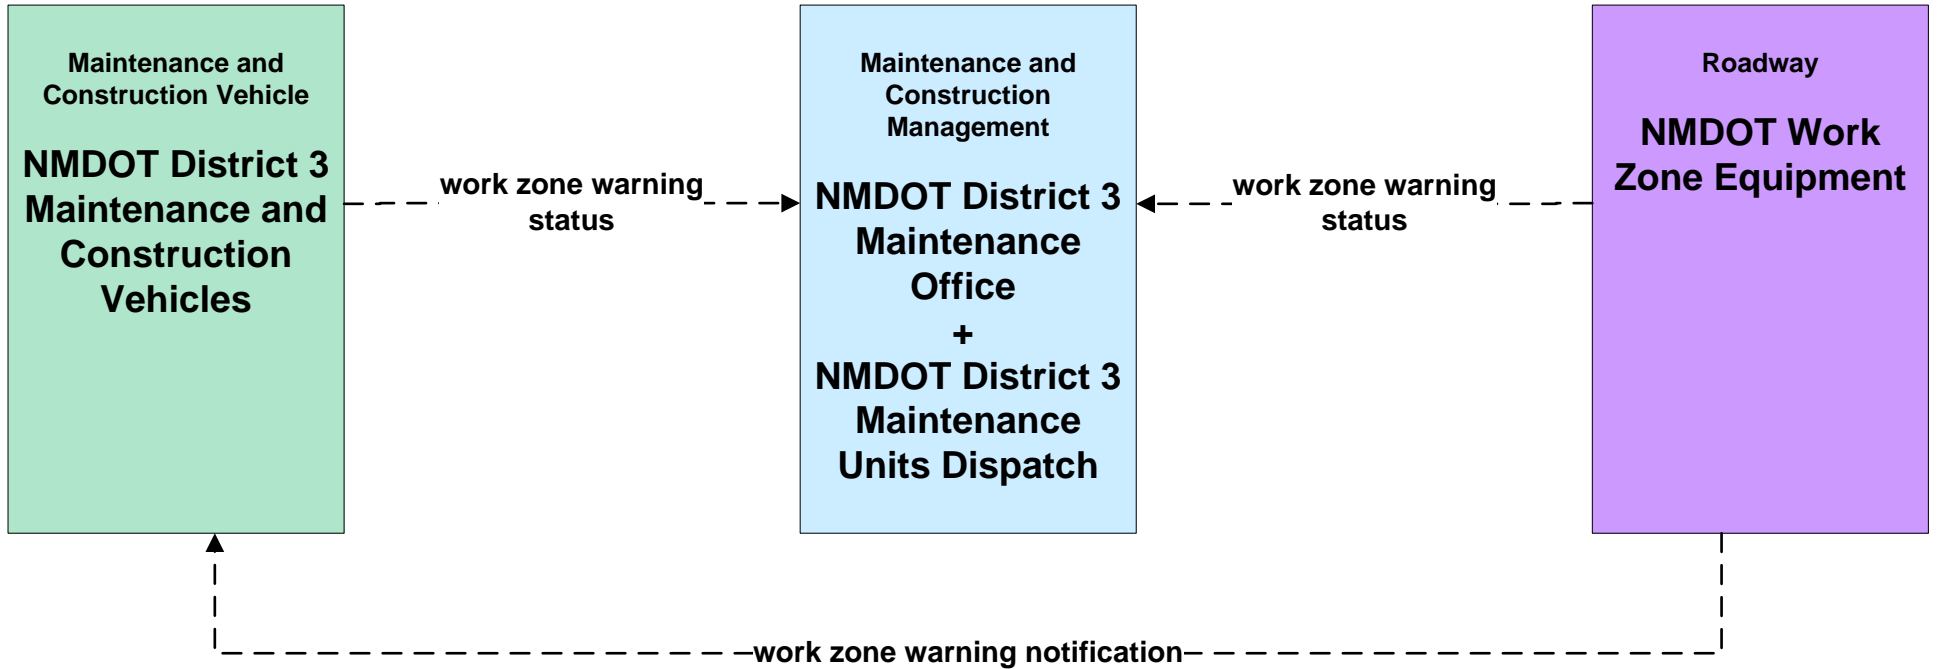 Maintenance and
Construction Vehicle
NMDOT District 3
Maintenance and
Construction
Vehicles
work zone warning
status
Maintenance and
Construction
Management
NMDOT District 3
Maintenance
Office
+
NMDOT District 3
Maintenance
Units Dispatch
work zone warning
status
Roadway
NMDOT Work
Zone Equipment
work zone warning notification